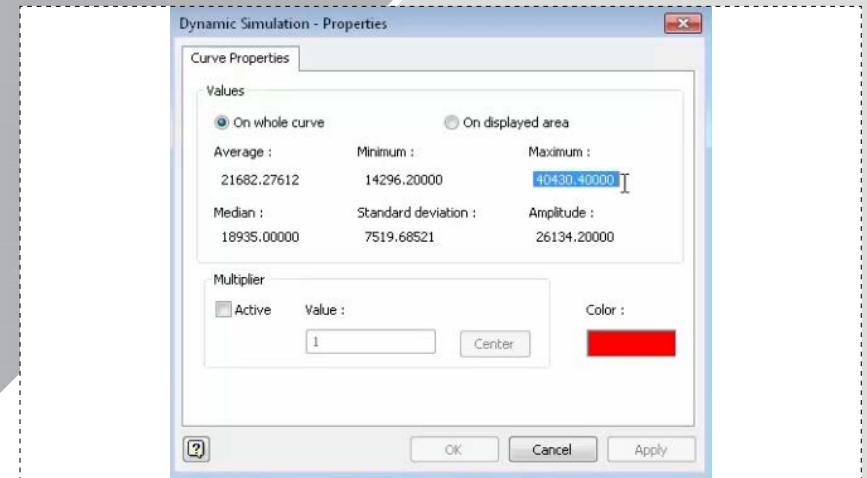 Dynamic Simulation - Properties
Curve Properties
Values
On whole curve
On displayed area
Average :
Minimum :
Maximum :
21682.27612
14296.20000
40430.40000
Median :
Standard deviation :
Amplitude :
18935.00000
7519.68521
26134.20000
Multiplier
Active
Value :
Color :
1
Center
?
OK
Cancel
Apply